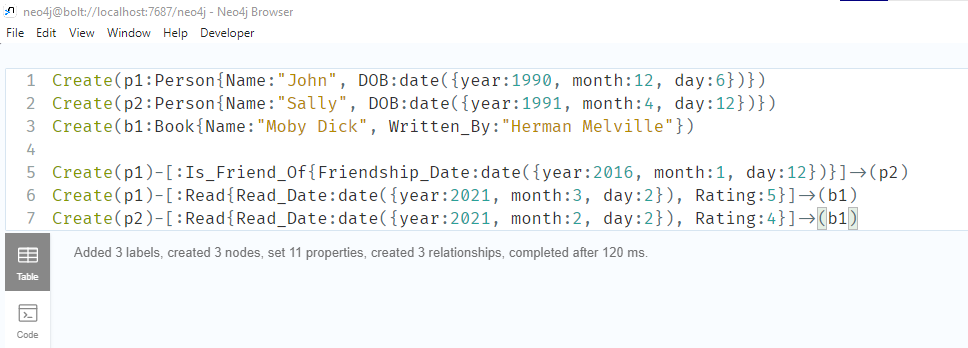 neo4j@bolt://localhost:7687/neo4j - Neo4j Browser
File Edit View Window Help Developer
1 Create(p1:Person{Name:"John", DOB:date({year:1990, month:12, day:6})})
2 Create(p2:Person{Name:"Sally", DOB:date({year:1991, month:4, day:12})})
3 Create(b1:Book{Name:"Moby Dick", Written_By:"Herman Melville"})
4
5 Create(p1)-[:Is_Friend_Of{Friendship_Date:date({year:2016, month:1, day:12})}]→(p2)
6 Create(p1)-[:Read{Read_Date:date({year:2021, month:3, day:2}), Rating:5}]→(b1)
7 Create(p2)-[:Read{Read_Date:date({year:2021, month:2, day:2}), Rating:4}]→(b1)
Added 3 labels, created 3 nodes, set 11 properties, created 3 relationships, completed after 120 ms.
Table
Code